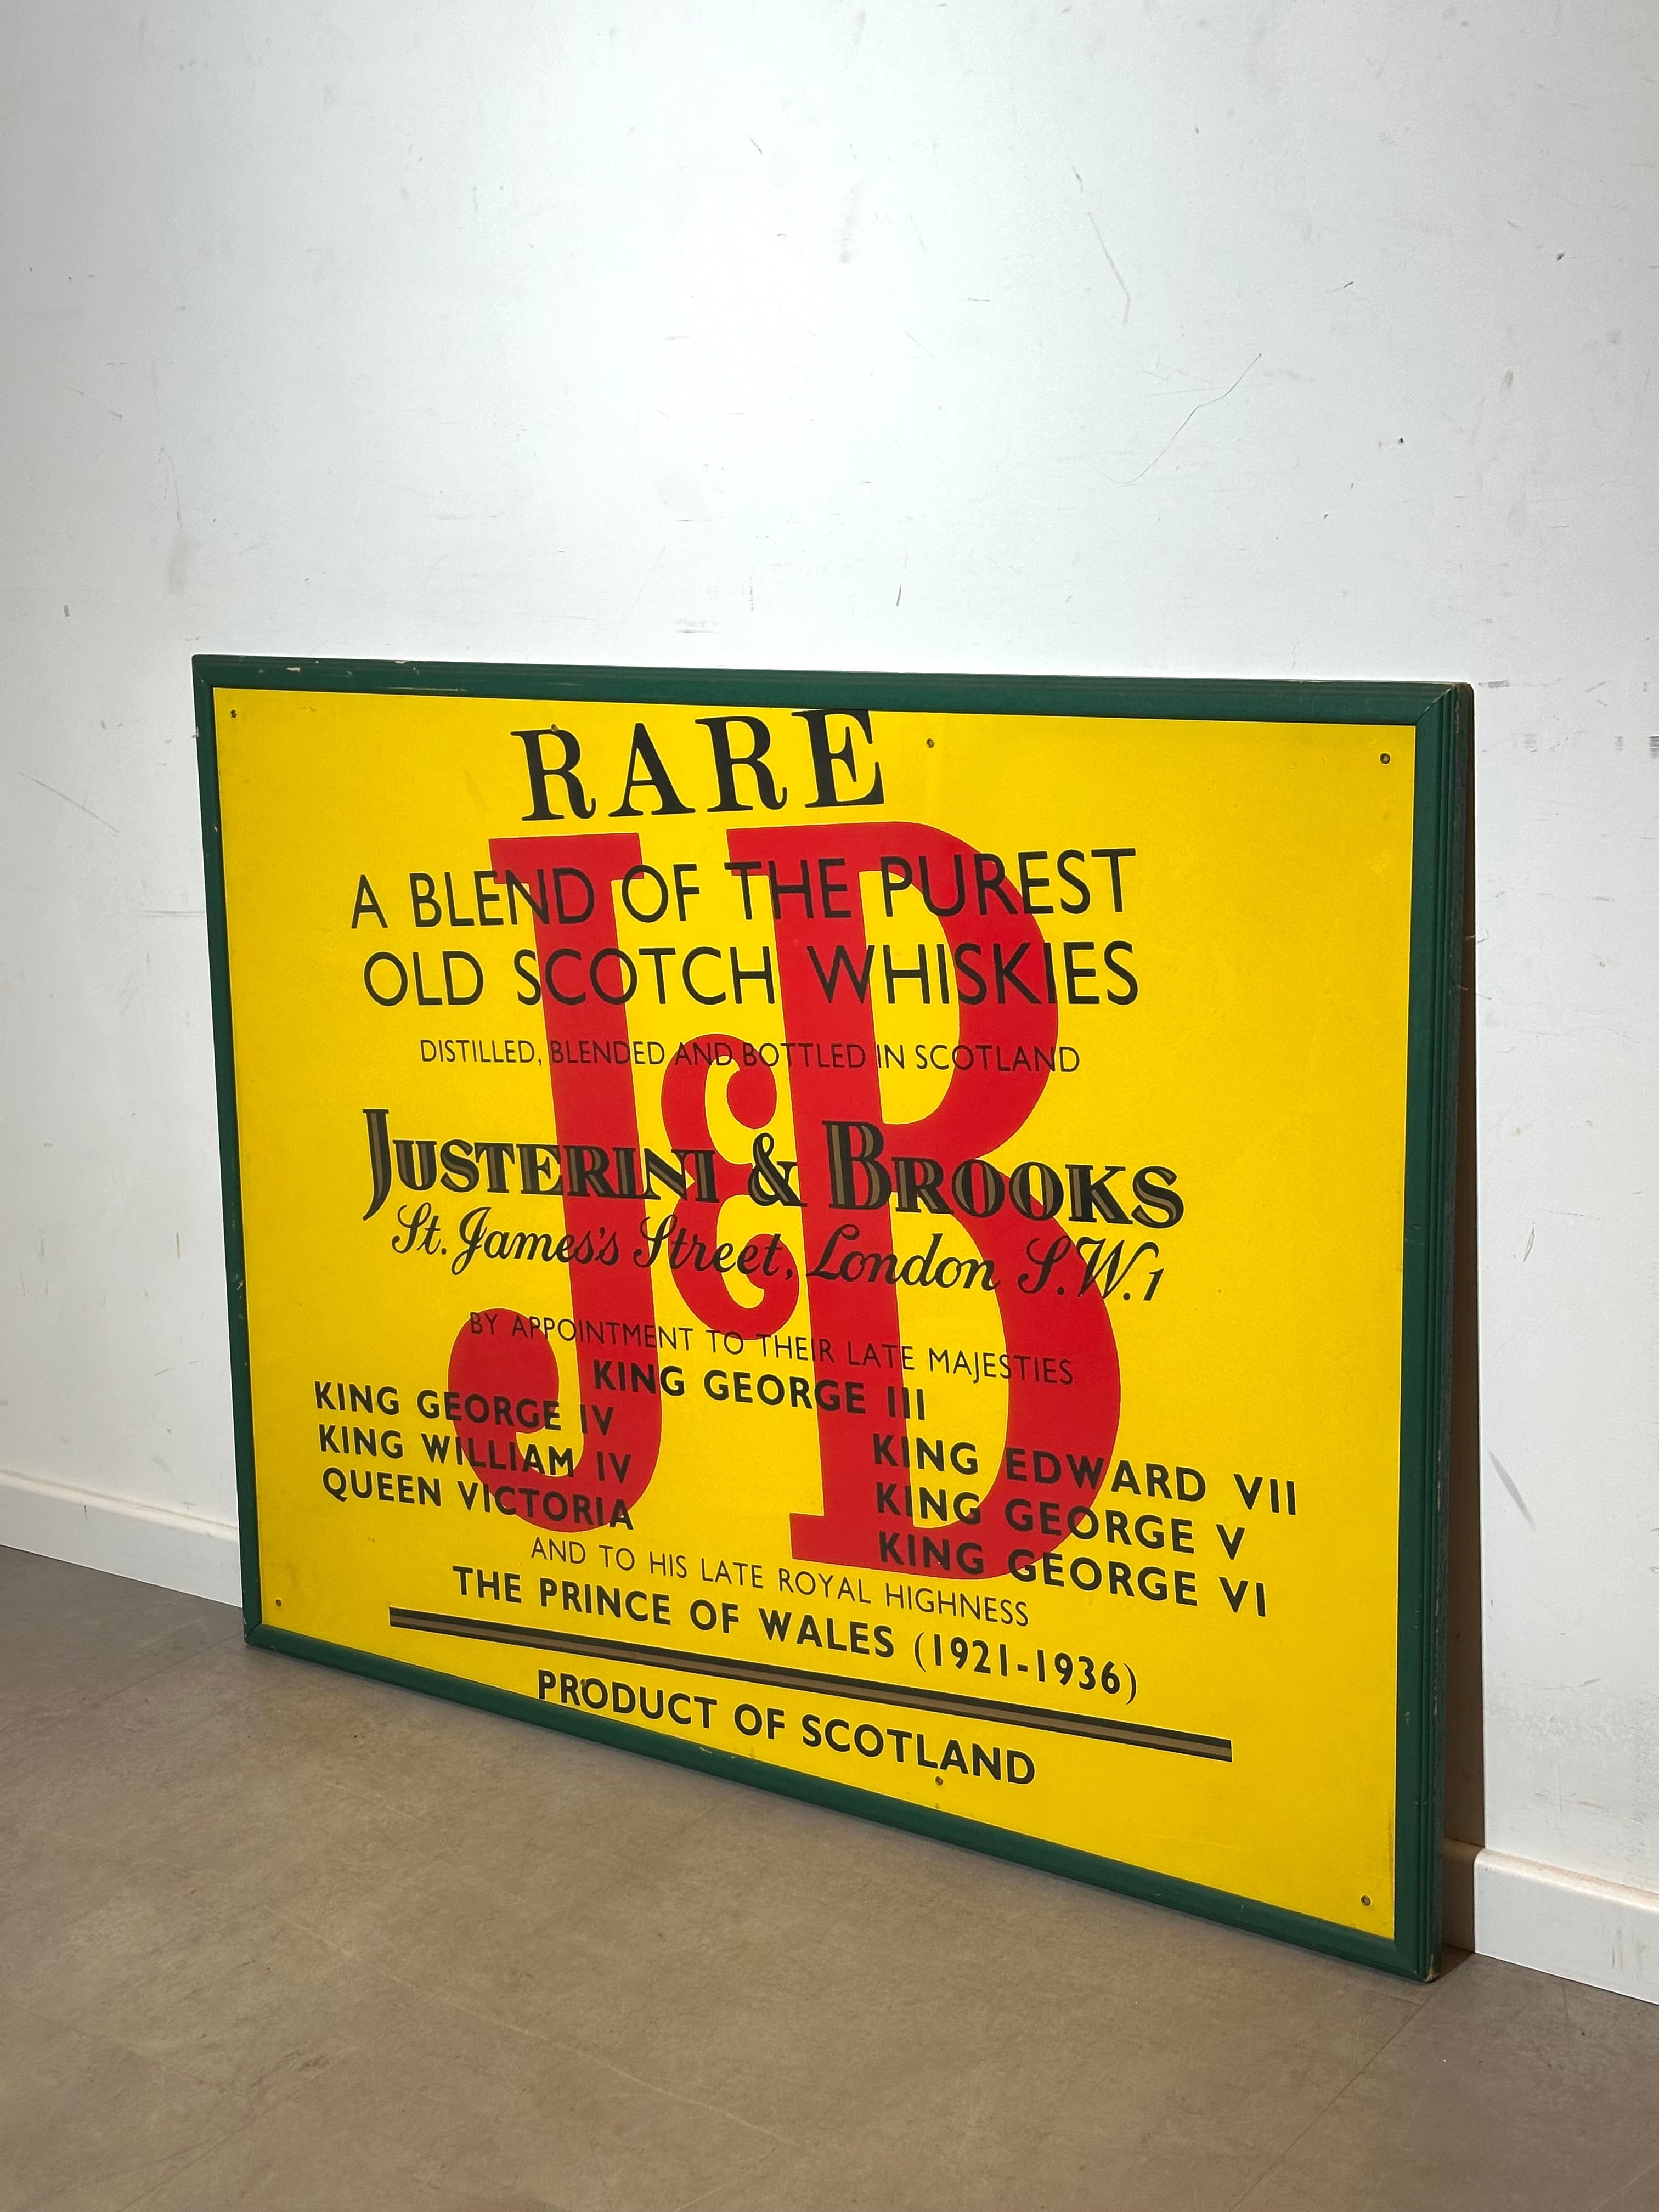 RARE
J&B
A BLEND OF THE PUREST
OLD SCOTCH WHISKIES
DISTILLED, BLENDED AND BOTTLED IN SCOTLAND
JUSTERINI & BROOKS
St. James's Street, London S.W.1
BY APPOINTMENT TO THEIR LATE MAJESTIES
KING GEORGE III
KING GEORGE IV
KING WILLIAM IV
QUEEN VICTORIA
KING EDWARD VII
KING GEORGE V
KING GEORGE VI
AND TO HIS LATE ROYAL HIGHNESS
THE PRINCE OF WALES (1921-1936)
PRODUCT OF SCOTLAND